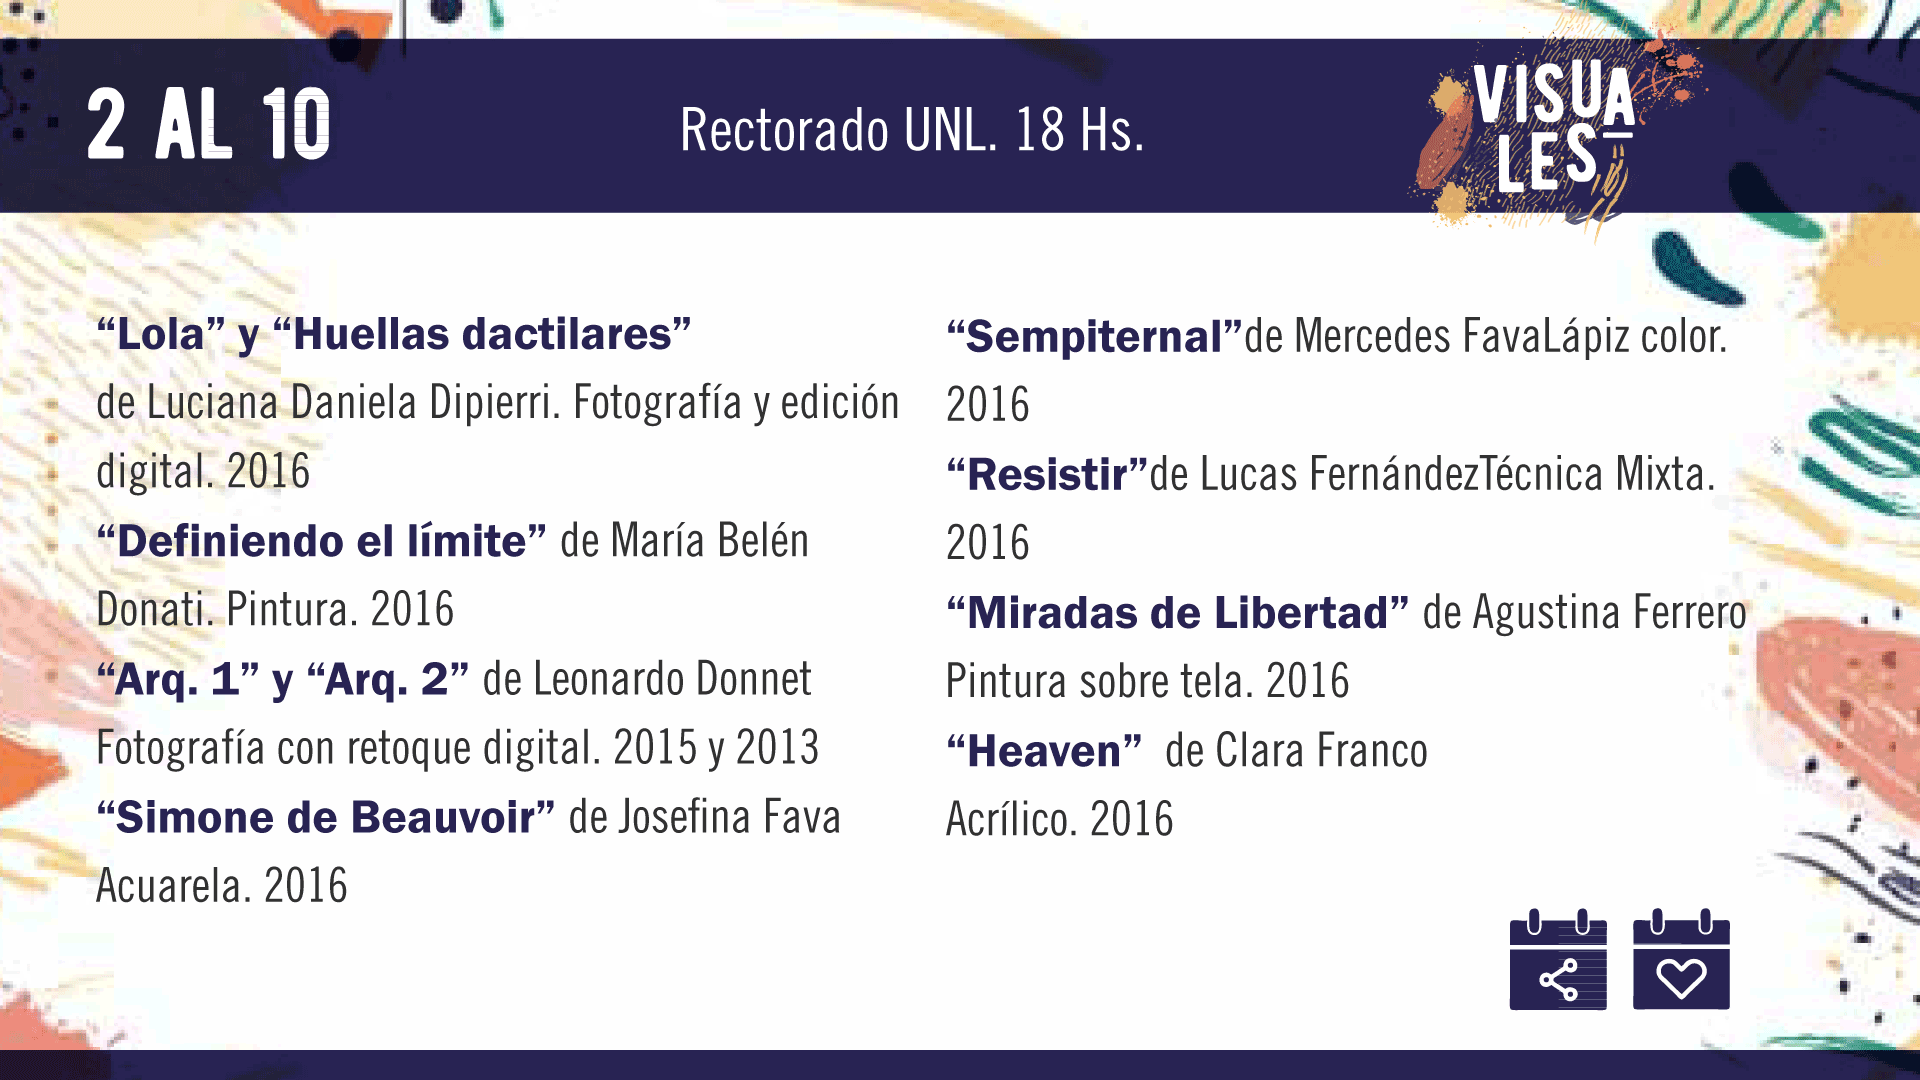 2 AL 10
Rectorado UNL. 18 Hs.
VISUA
LES
“Lola” y “Huellas dactilares”
de Luciana Daniela Dipierri. Fotografía y edición
digital. 2016
“Definiendo el límite” de María Belén
Donati. Pintura. 2016
“Arq. 1” y “Arq. 2” de Leonardo Donnet
Fotografía con retoque digital. 2015 y 2013
“Simone de Beauvoir” de Josefina Fava
Acuarela. 2016
“Sempiternal”de Mercedes FavaLápiz color.
2016
“Resistir”de Lucas FernándezTécnica Mixta.
2016
“Miradas de Libertad” de Agustina Ferrero
Pintura sobre tela. 2016
“Heaven”  de Clara Franco
Acrílico. 2016